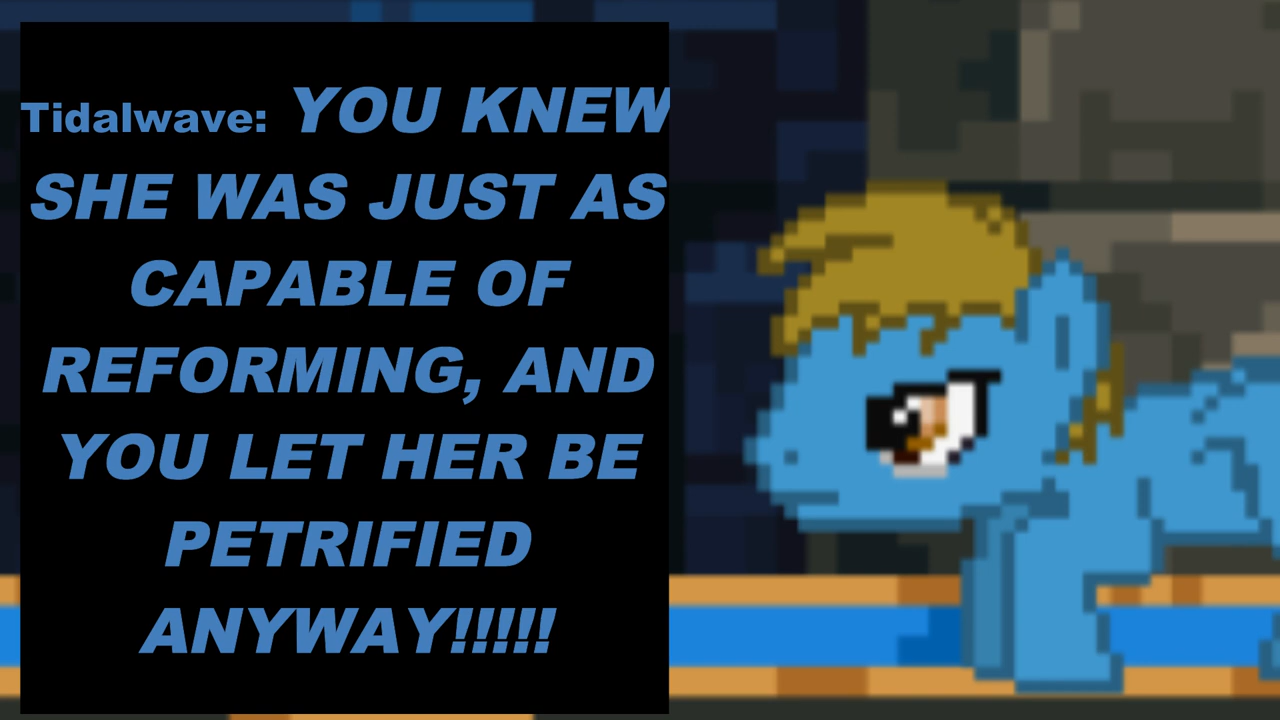 Tidalwave: YOU KNEW
SHE WAS JUST AS
CAPABLE OF
REFORMING, AND
YOU LET HER BE
PETRIFIED
ANYWAY!!!!!